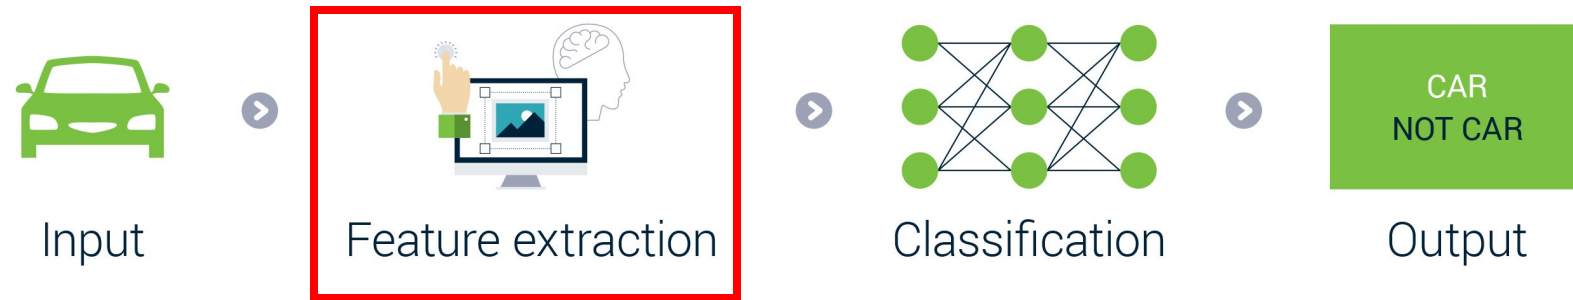 CAR
NOT CAR
Input
Feature extraction
Classification
Output